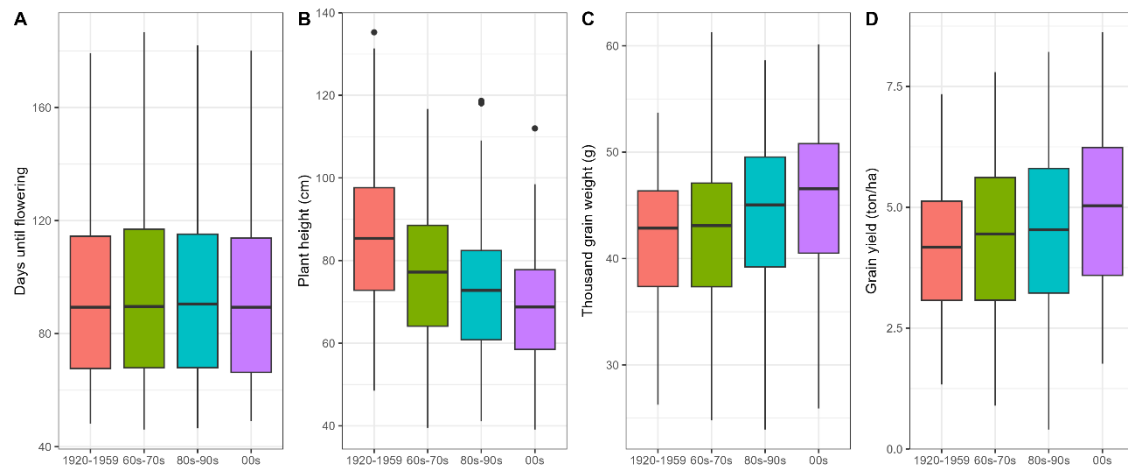 A
Days until flowering
160
120
80
40
1920-1959 60s-70s 80s-90s 00s
B
Plant height (cm)
140
120
100
80
60
40
1920-1959 60s-70s 80s-90s 00s
C
Thousand grain weight (g)
60
50
40
30
1920-1959 60s-70s 80s-90s 00s
D
Grain yield (ton/ha)
7.5
5.0
2.5
0.0
1920-1959 60s-70s 80s-90s 00s